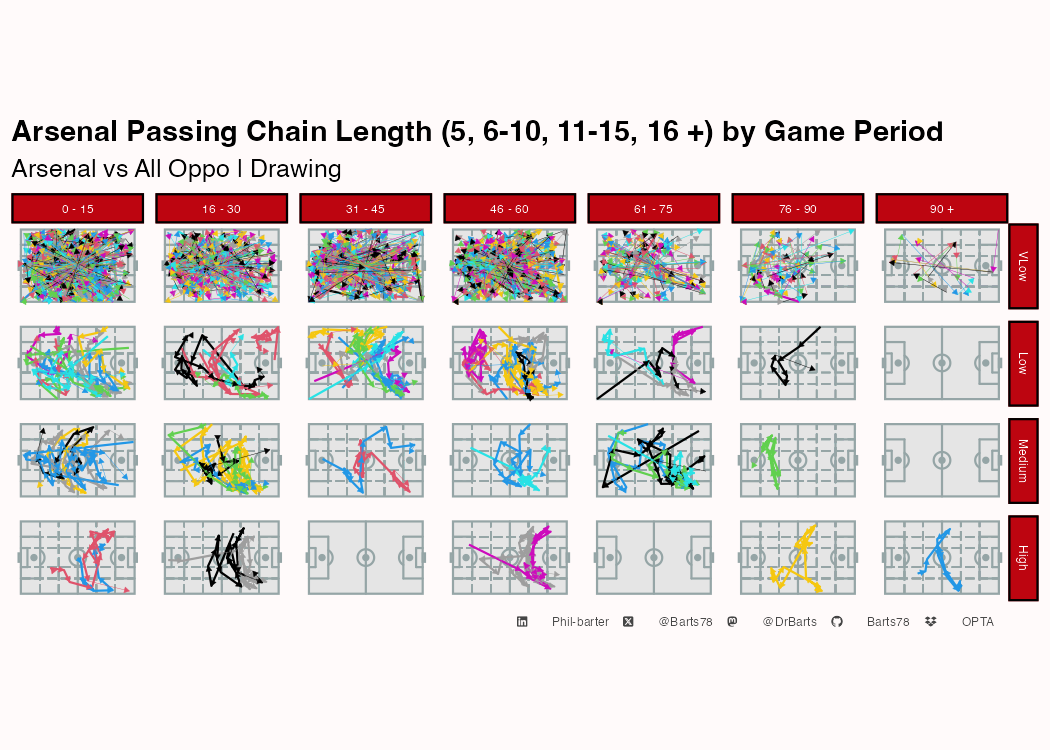 Arsenal Passing Chain Length (5, 6-10, 11-15, 16 +) by Game Period
Arsenal vs All Oppo | Drawing
0 - 15 16 - 30 31 - 45 46 - 60 61 - 75 76 - 90 90 +
VLow
Low
Medium
High
Phil-barter @Barts78 @DrBarts Barts78 OPTA